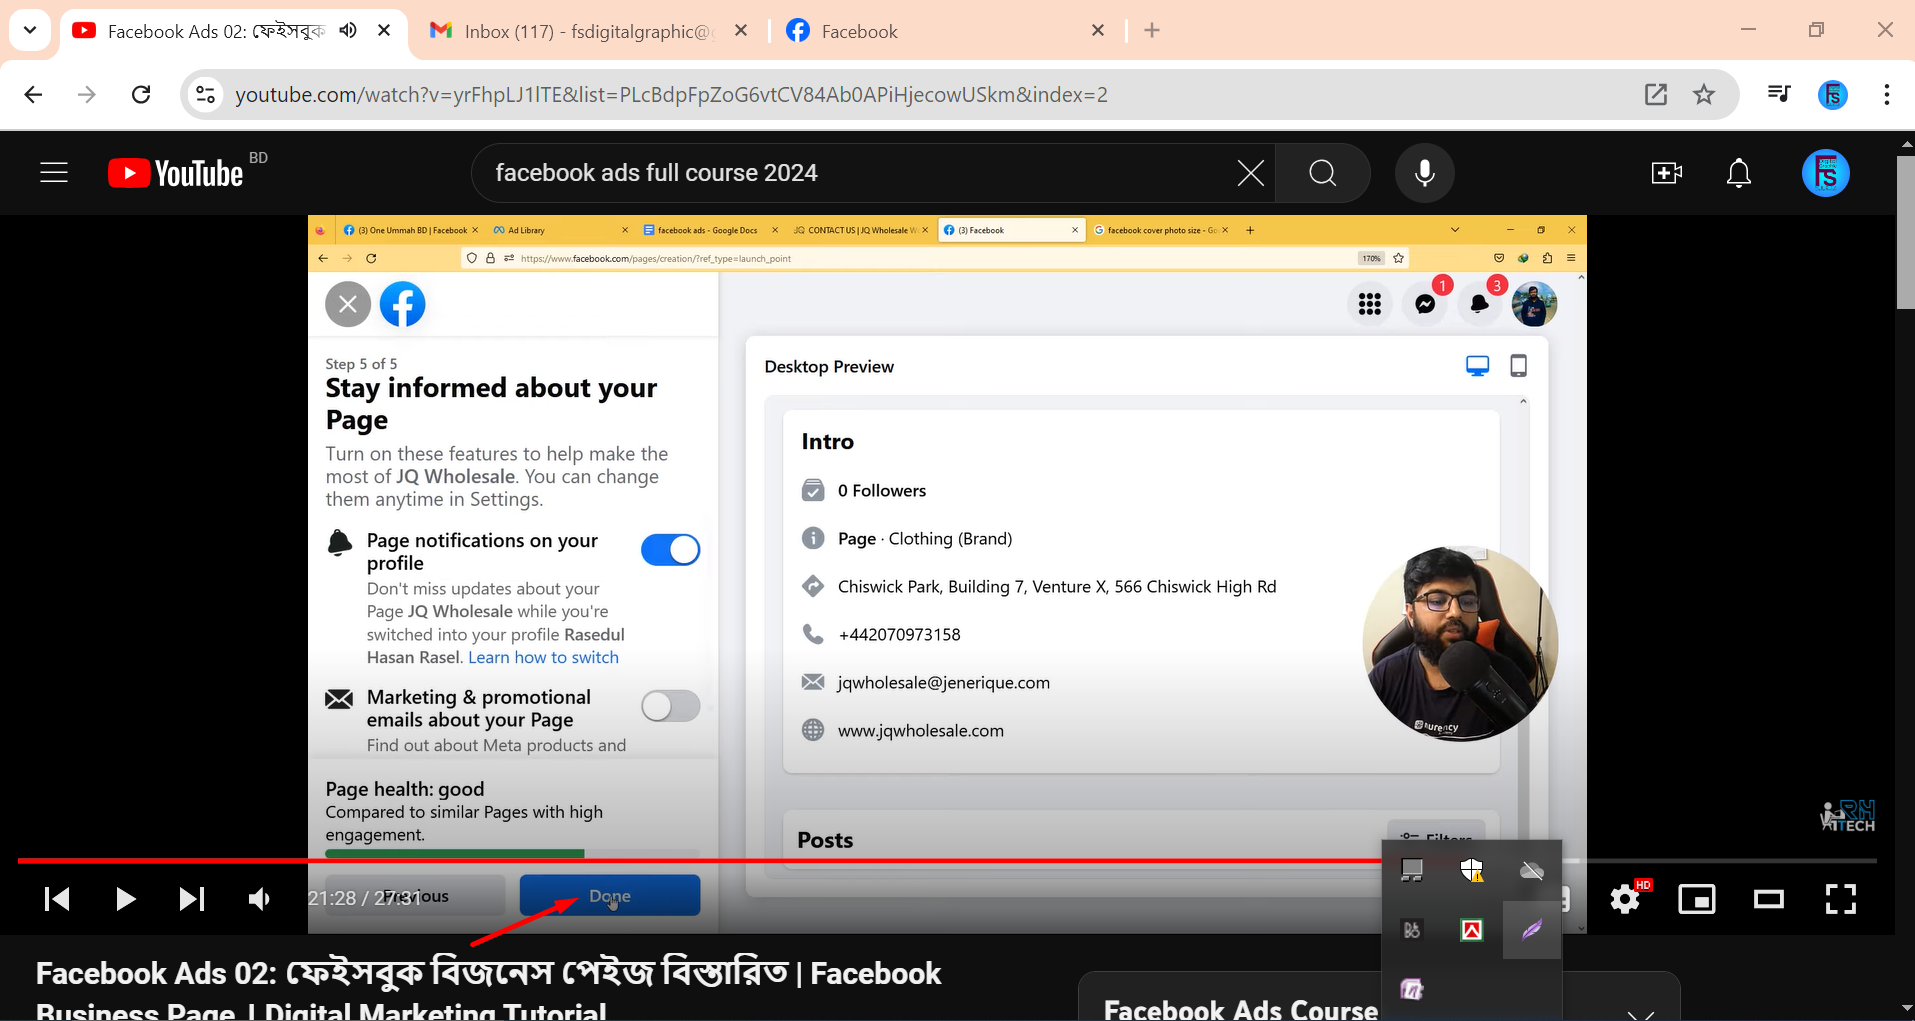 Facebook Ads 02: ফেইসবুক
Inbox (117) - fsdigitalgraphic@g
Facebook
youtube.com/watch?v=yrFhpLJ1lTE&list=PLcBdpFpZoG6vtCV84Ab0APiHjecowUSkm&index=2
YouTube BD
facebook ads full course 2024
(3) One Ummah BD | Facebook
Ad Library
facebook ads - Google Docs
CONTACT US | JQ Wholesale W
(3) Facebook
facebook cover photo size - Go
https://www.facebook.com/pages/creation/?ref_type=launch_point
170%
1
3
Step 5 of 5
Stay informed about your
Page
Turn on these features to help make the
most of JQ Wholesale. You can change
them anytime in Settings.
Page notifications on your
profile
Don't miss updates about your
Page JQ Wholesale while you're
switched into your profile Rasedul
Hasan Rasel. Learn how to switch
Marketing & promotional
emails about your Page
Find out about Meta products and
Page health: good
Compared to similar Pages with high
engagement.
Previous
Done
Desktop Preview
Intro
0 Followers
Page · Clothing (Brand)
Chiswick Park, Building 7, Venture X, 566 Chiswick High Rd
+442070973158
jqwholesale@jenerique.com
www.jqwholesale.com
Posts
Filters
RH
ITECH
21:28 / 27:31
HD
Facebook Ads 02: ফেইসবুক বিজনেস পেইজ বিস্তারিত | Facebook
Business Page | Digital Marketing Tutorial
Facebook Ads Course